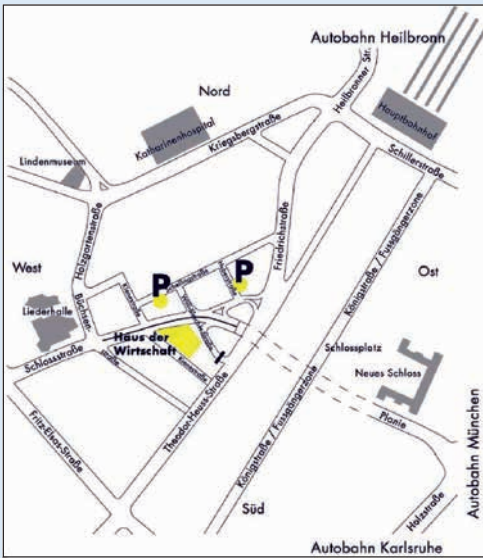 Autobahn Heilbronn
Nord
Heilbronner Str.
Hauptbahnhof
Katharinenhospital
Kriegsbergstraße
Schillerstraße
Lindenmuseum
Holzgartenstraße
Friedrichstraße
Königstraße / Fussgängerzone
West
P
P
Ost
Büchsen-
straße
Liederhalle
Haus der
Wirtschaft
Schlossstraße
Schlossplatz
Neues Schloss
Theodor-Heuss-Straße
Fritz-Elsas-Straße
Planie
Königstraße / Fussgängerzone
Holzstraße
Süd
Autobahn München
Autobahn Karlsruhe